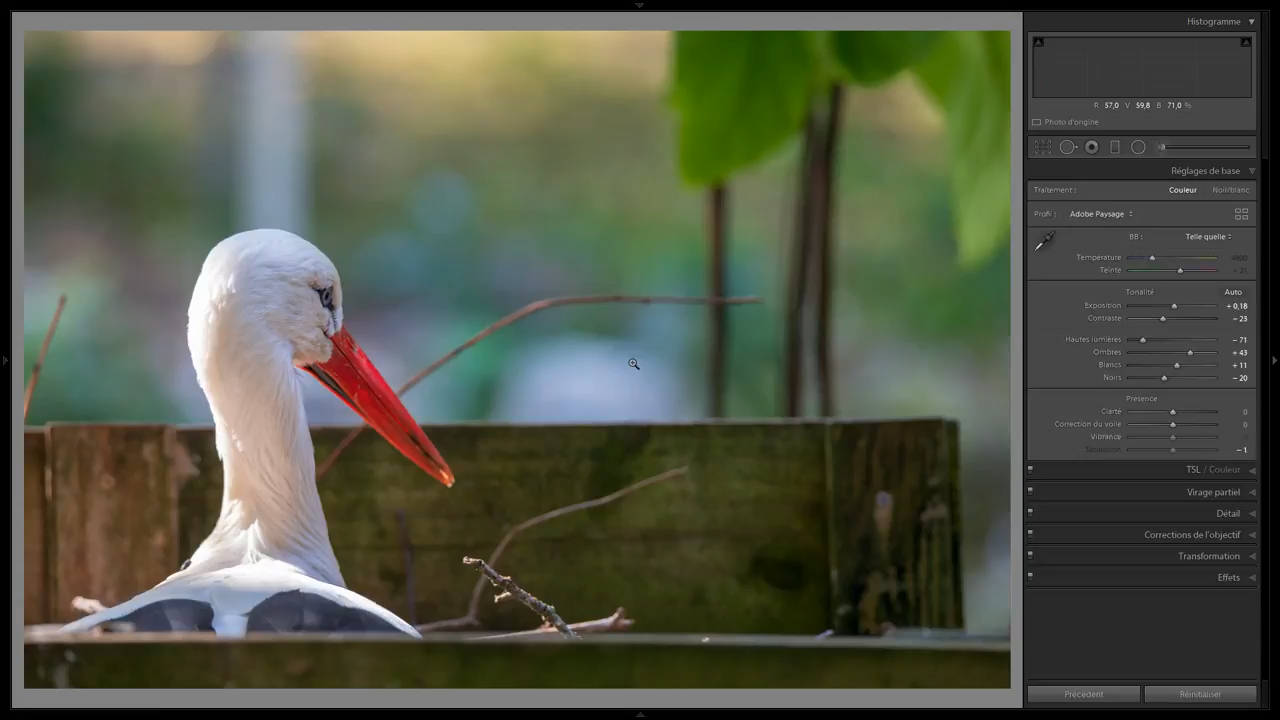 Histogramme
R 57,0 V 59,8 B 71,0 %
Photo d'origine
Réglages de base
Traitement : Couleur Noir/blanc
Profil : Adobe Paysage
BB : Telle quelle
Température 4900
Teinte + 21
Tonalité Auto
Exposition + 0,18
Contraste – 23
Hautes lumières – 71
Ombres + 43
Blancs + 11
Noirs – 20
Présence
Clarté 0
Correction du voile 0
Vibrance
Saturation – 1
TSL / Couleur
Virage partiel
Détail
Corrections de l'objectif
Transformation
Effets
Précédent Réinitialiser